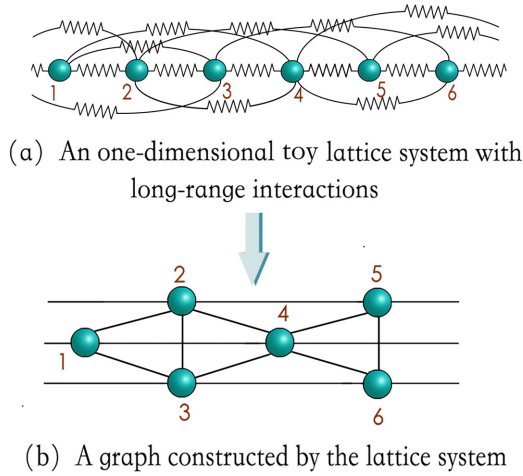 1 2 3 4 5 6
(a) An one-dimensional toy lattice system with
long-range interactions
2 5
4
1
3 6
(b) A graph constructed by the lattice system